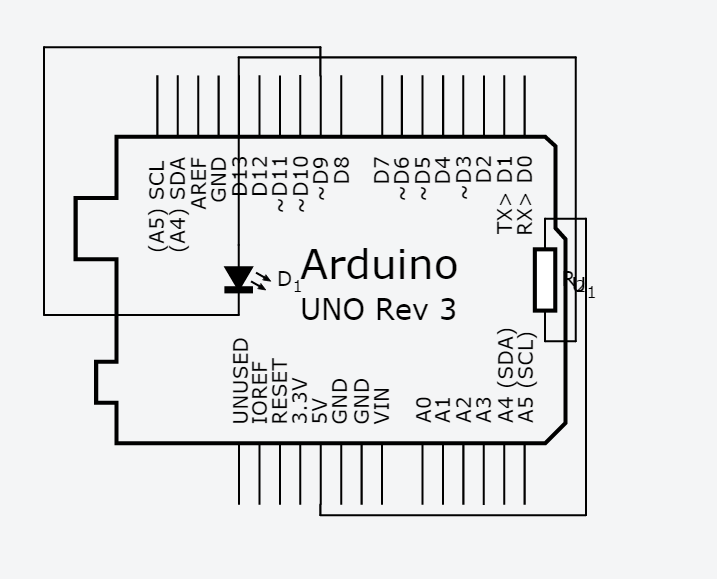 (A5) SCL
(A4) SDA
AREF
GND
D13
D12
~D11
~D10
~D9
D8
D7
~D6
~D5
D4
~D3
D2
TX> D1
RX> D0
D1
Arduino
UNO Rev 3
UNUSED
IOREF
RESET
3.3V
5V
GND
GND
VIN
A0
A1
A2
A3
A4 (SDA)
A5 (SCL)